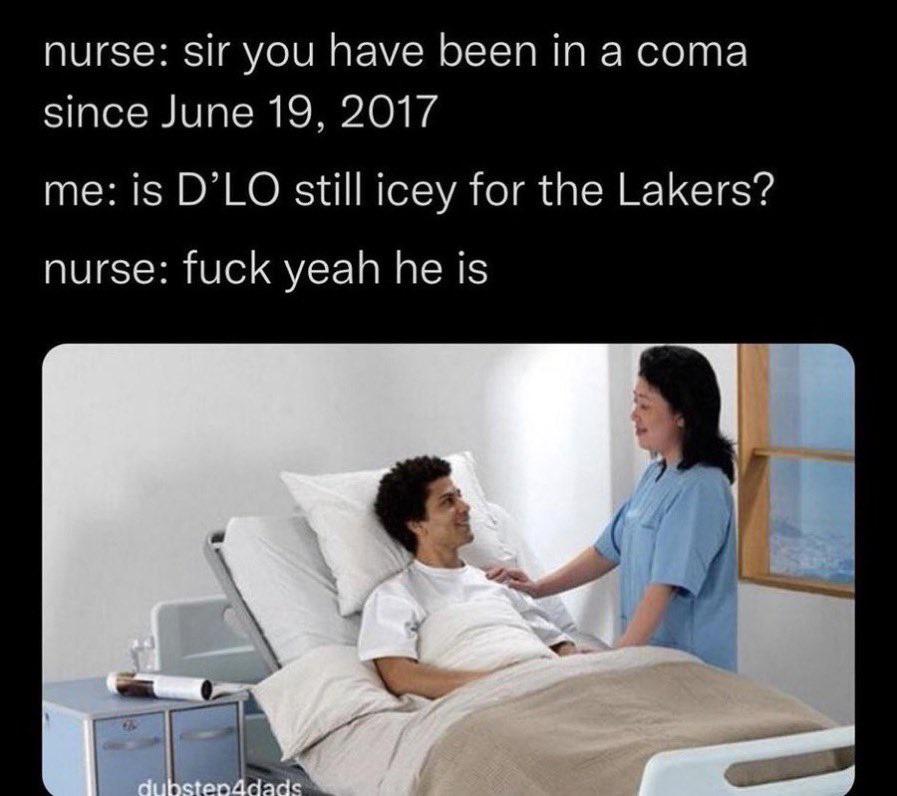 nurse: sir you have been in a coma
since June 19, 2017
me: is D’LO still icey for the Lakers?
nurse: fuck yeah he is
dubstep4dads